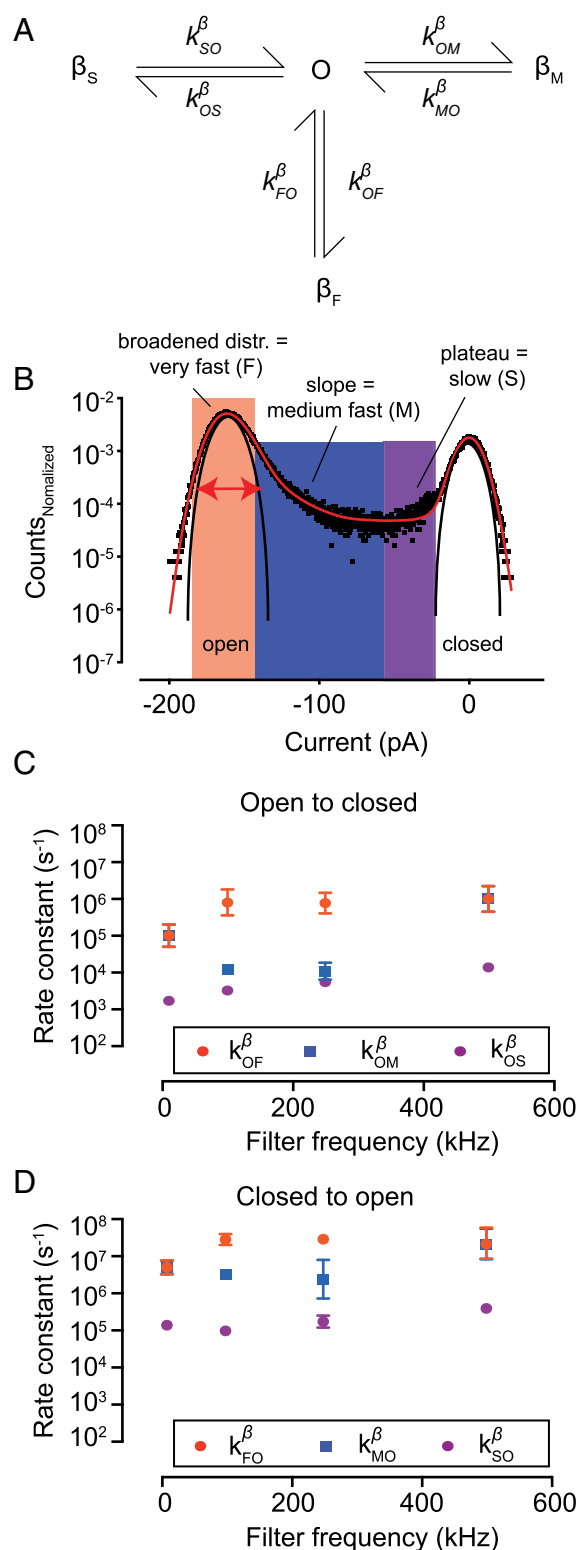 A
k^β_SO
k^β_OM
β_S
O
β_M
k^β_OS
k^β_MO
k^β_FO
k^β_OF
β_F
B
broadened distr. =
very fast (F)
plateau =
slow (S)
slope =
medium fast (M)
10^-2
10^-3
10^-4
10^-5
10^-6
10^-7
Counts_Nomalized
open
closed
-200
-100
0
Current (pA)
C
Open to closed
10^8
10^7
10^6
10^5
10^4
10^3
10^2
Rate constant (s^-1)
k^β_OF
k^β_OM
k^β_OS
0
200
400
600
Filter frequency (kHz)
D
Closed to open
10^8
10^7
10^6
10^5
10^4
10^3
10^2
Rate constant (s^-1)
k^β_FO
k^β_MO
k^β_SO
0
200
400
600
Filter frequency (kHz)